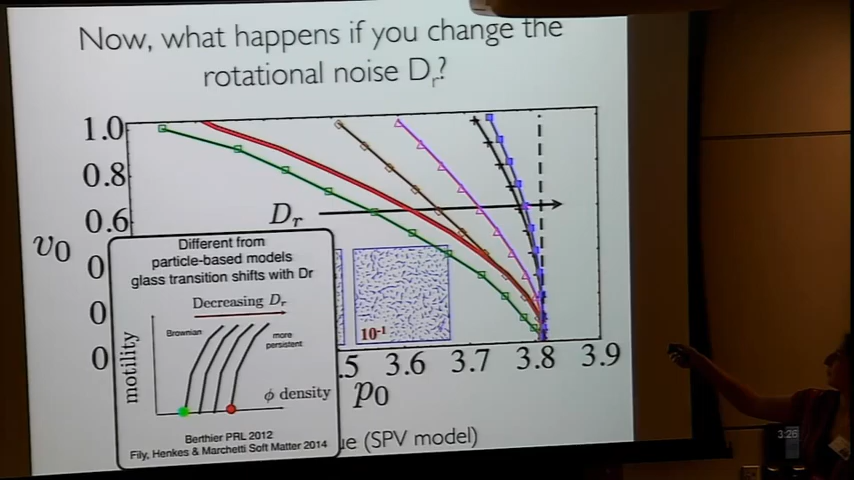 Now, what happens if you change the
rotational noise Dr?
1.0
0.8
0.6
0
0
0
v0
Dr
10-1
.5 3.6 3.7 3.8 3.9
p0
ue (SPV model)
Different from
particle-based models
glass transition shifts with Dr
Decreasing Dr
Brownian
more
persistent
motility
ϕ density
Berthier PRL 2012
Fily, Henkes & Marchetti Soft Matter 2014
3:26